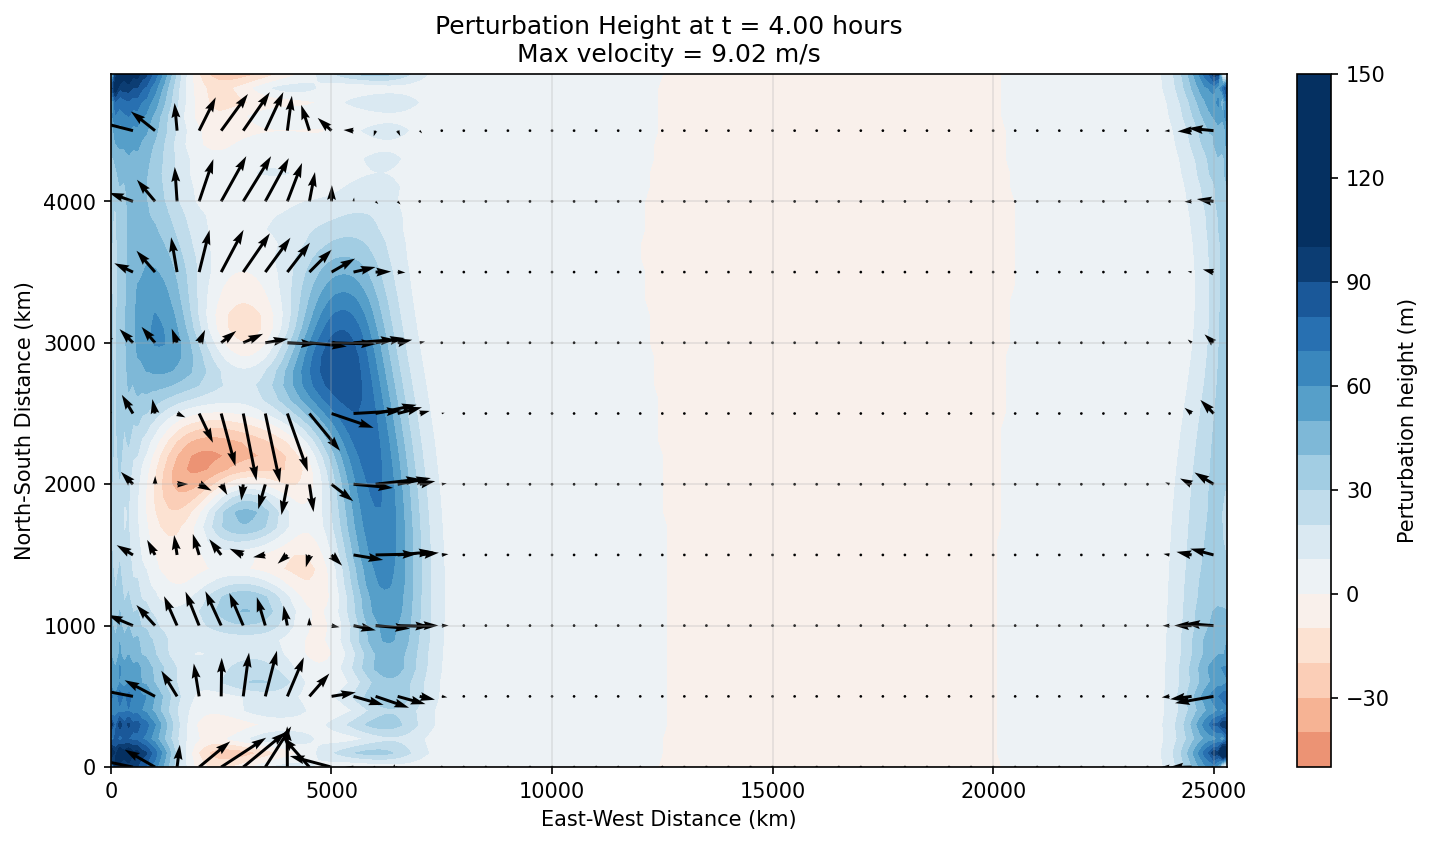 Perturbation Height at t = 4.00 hours
Max velocity = 9.02 m/s
North-South Distance (km)
4000
3000
2000
1000
0
0 5000 10000 15000 20000 25000
East-West Distance (km)
150
120
90
60
30
0
−30
Perturbation height (m)